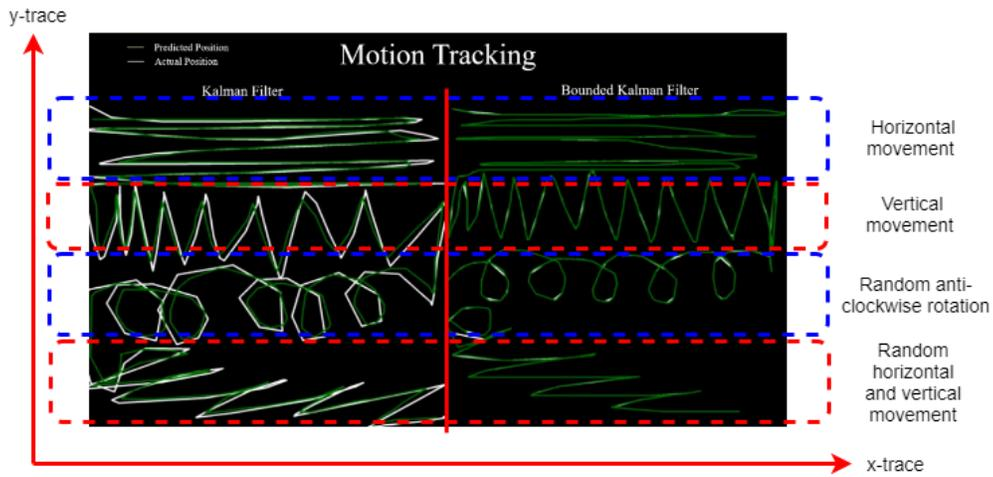 y-trace
Predicted Position
Actual Position
Motion Tracking
Kalman Filter
Bounded Kalman Filter
Horizontal
movement
Vertical
movement
Random anti-
clockwise rotation
Random
horizontal
and vertical
movement
x-trace